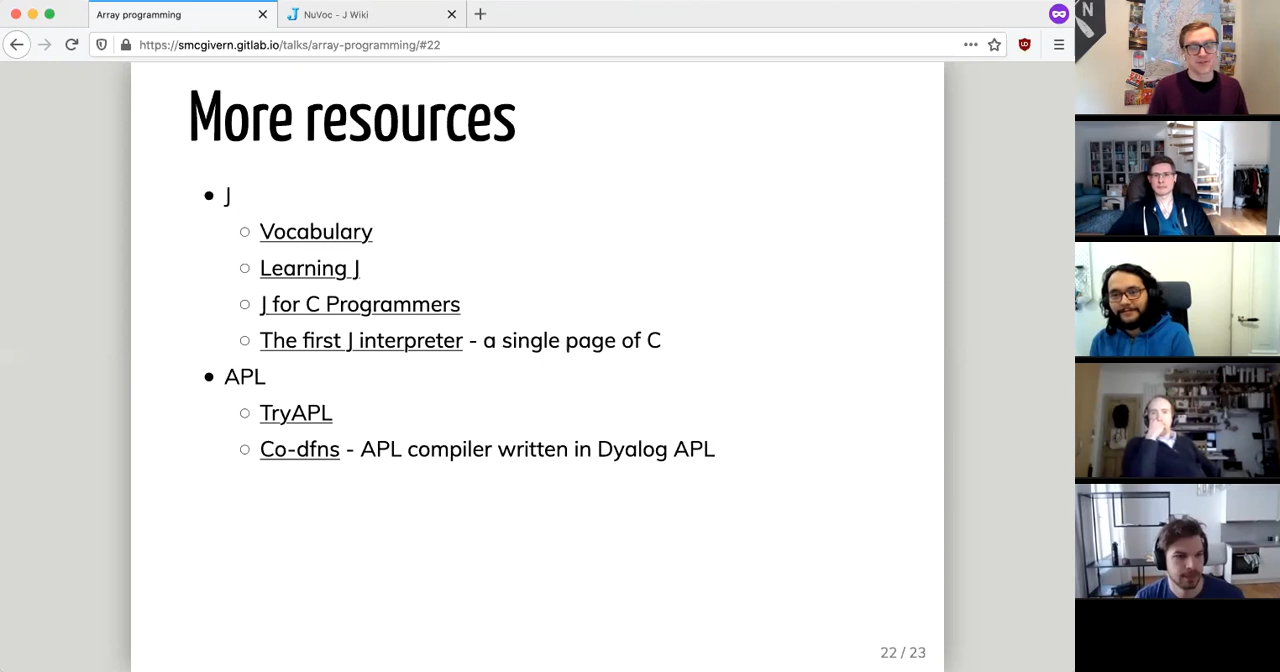 Array programming
NuVoc - J Wiki
https://smcgivern.gitlab.io/talks/array-programming/#22
More resources
J
Vocabulary
Learning J
J for C Programmers
The first J interpreter - a single page of C
APL
TryAPL
Co-dfns - APL compiler written in Dyalog APL
22 / 23
N